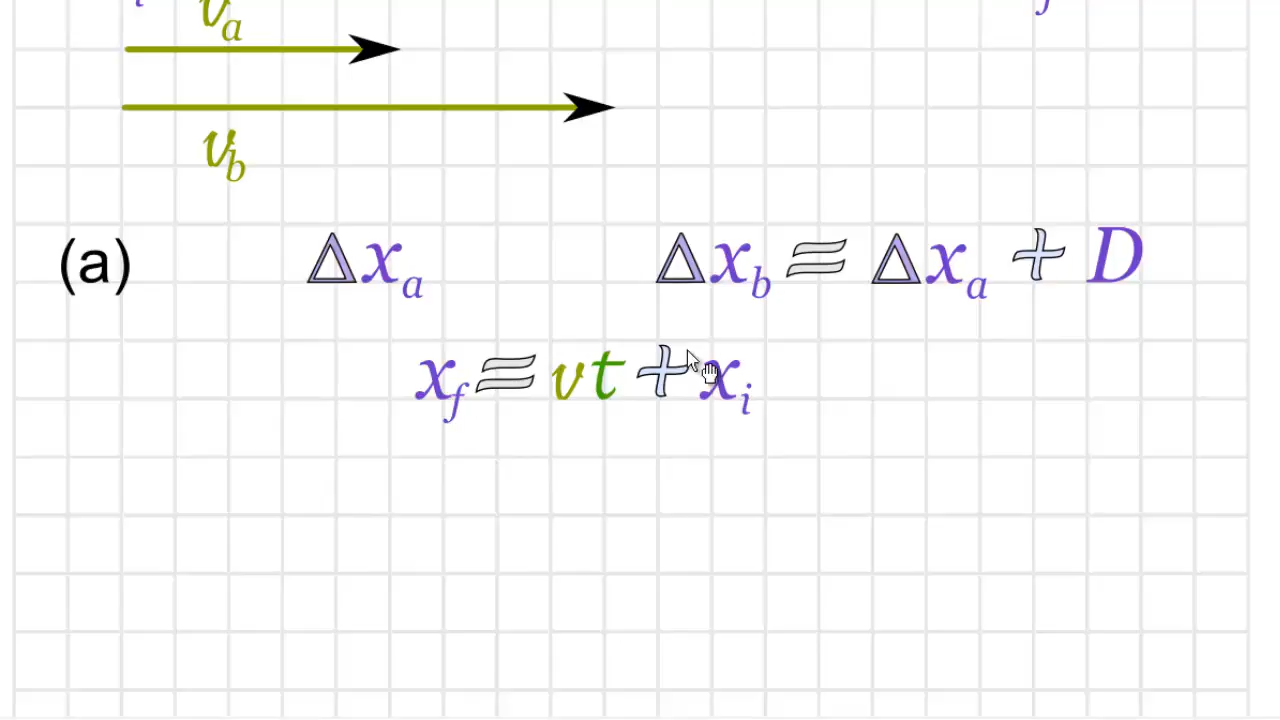 i f
v_a
v_b
(a) Δx_a Δx_b = Δx_a + D
x_f = vt + x_i